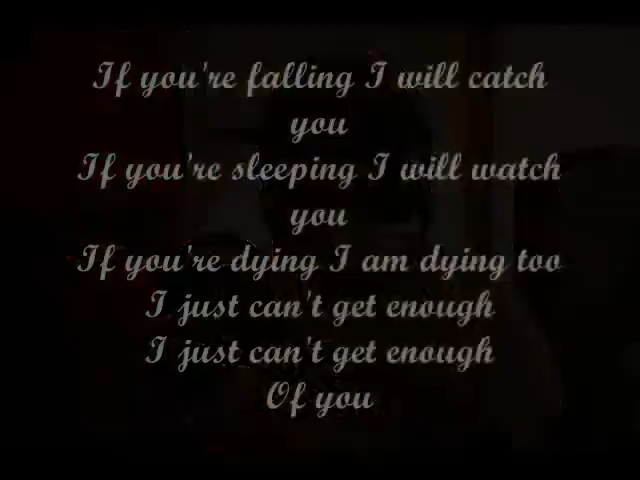 If you're falling I will catch
you
If you're sleeping I will watch
you
If you're dying I am dying too
I just can't get enough
I just can't get enough
Of you